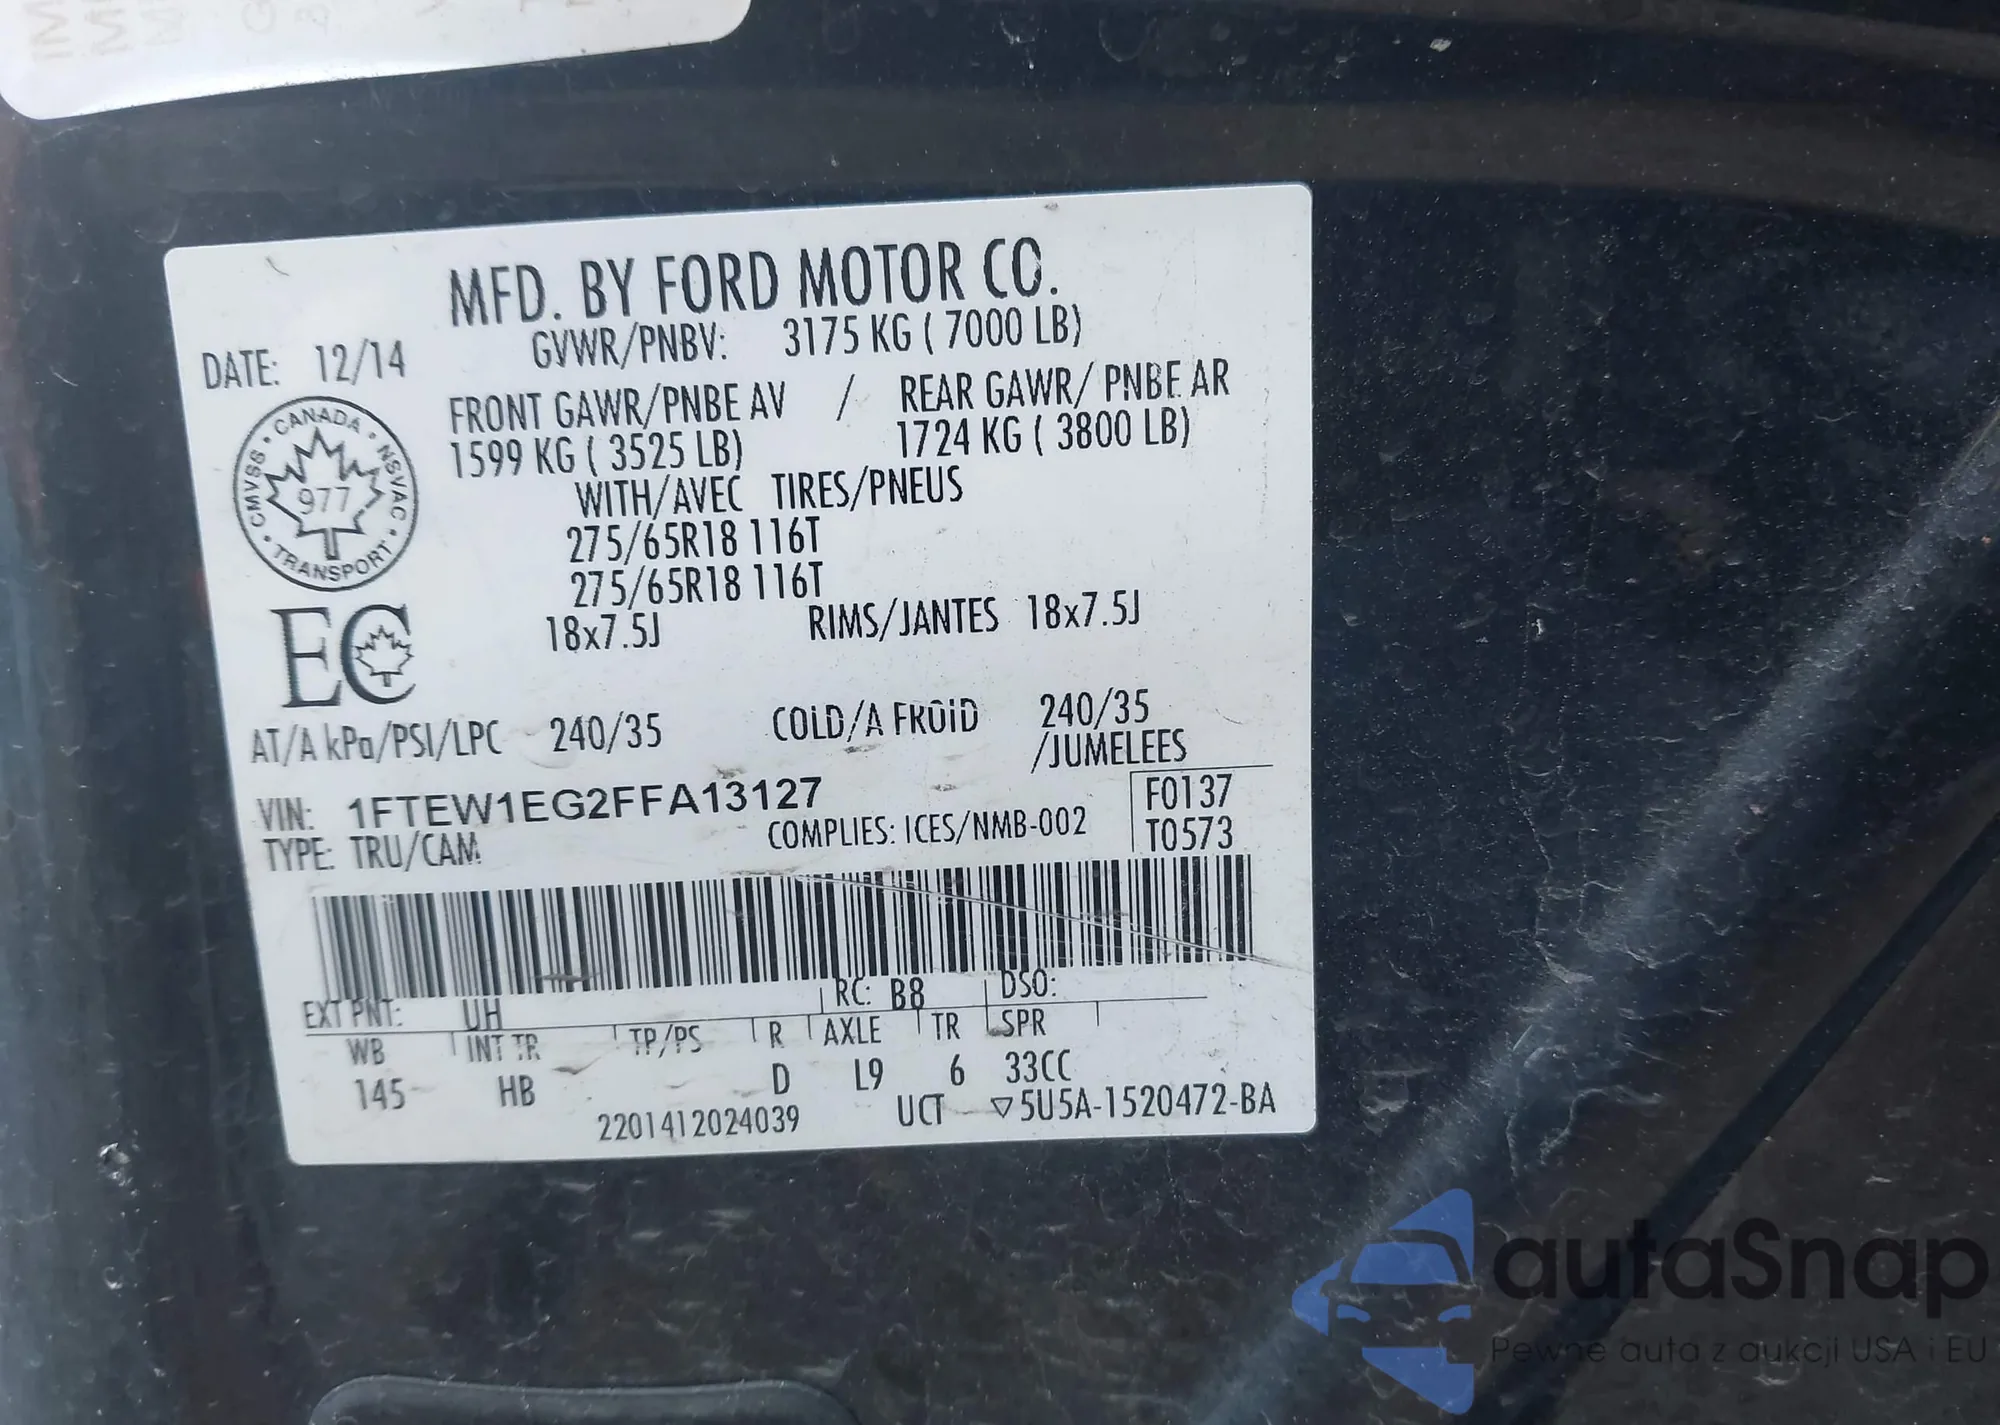 MFD. BY FORD MOTOR CO.
DATE: 12/14 GVWR/PNBV: 3175 KG ( 7000 LB)
FRONT GAWR/PNBE AV / REAR GAWR/ PNBE AR
1599 KG ( 3525 LB) 1724 KG ( 3800 LB)
WITH/AVEC TIRES/PNEUS
275/65R18 116T
275/65R18 116T
18x7.5J RIMS/JANTES 18x7.5J
CANADA · NSVAC · TRANSPORT · CMVSS ·
977
EC
AT/A kPa/PSI/LPC 240/35 COLD/A FROID 240/35
/JUMELEES
VIN: 1FTEW1EG2FFA13127 F0137
TYPE: TRU/CAM COMPLIES: ICES/NMB-002 T0573
EXT PNT: UH RC: B8 DSO:
WB INT TR TP/PS R AXLE TR SPR
145 HB D L9 6 33CC
2201412024039 UCT ▽5U5A-1520472-BA
autaSnap
Pewne auta z aukcji USA i EU